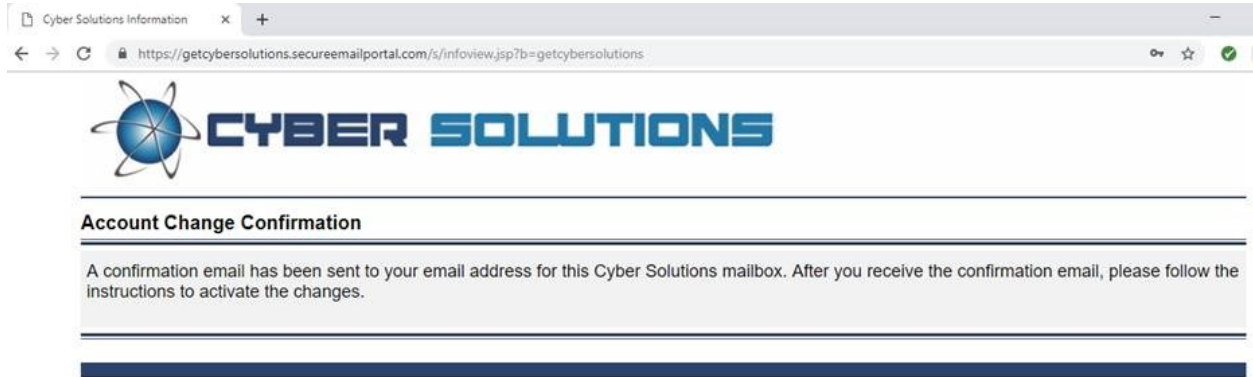 Cyber Solutions Information
https://getcybersolutions.secureemailportal.com/s/infoview.jsp?b=getcybersolutions
CYBER SOLUTIONS
Account Change Confirmation
A confirmation email has been sent to your email address for this Cyber Solutions mailbox. After you receive the confirmation email, please follow the
instructions to activate the changes.